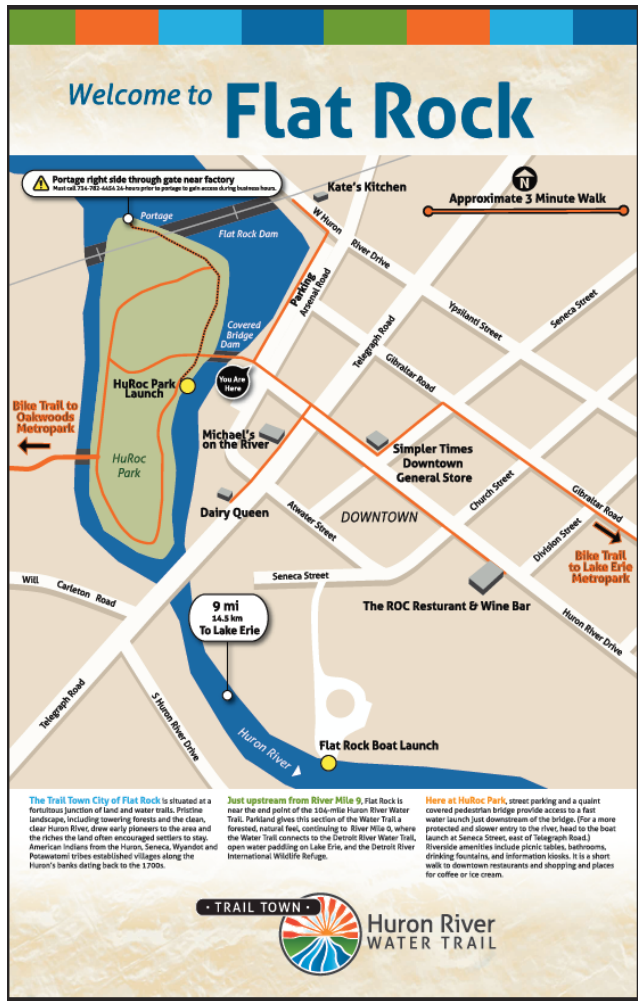 Welcome to Flat Rock
Portage right side through gate near factory
Must call 734-782-4454 24-hours prior to portage to gain access during business hours.
Kate's Kitchen
N
Approximate 3 Minute Walk
Portage
Flat Rock Dam
W Huron
River Drive
Parking
Arsenal Road
Ypsilanti Street
Seneca Street
Telegraph Road
Covered
Bridge
Dam
Gibraltar Road
You Are
Here
HuRoc Park
Launch
Bike Trail to
Oakwoods
Metropark
HuRoc
Park
Michael's
on the River
Simpler Times
Downtown
General Store
Dairy Queen
Atwater Street
DOWNTOWN
Church Street
Gibraltar Road
Division Street
Bike Trail
to Lake Erie
Metropark
Seneca Street
Will Carleton Road
The ROC Resturant & Wine Bar
9 mi
14.5 km
To Lake Erie
Huron River Drive
Telegraph Road
S Huron River Drive
Huron River
Flat Rock Boat Launch
The Trail Town City of Flat Rock is situated at a
fortuitous junction of land and water trails. Pristine
landscape, including towering forests and the clean,
clear Huron River, drew early pioneers to the area and
the riches the land often encouraged settlers to stay.
American Indians from the Huron, Seneca, Wyandot and
Potawatomi tribes established villages along the
Huron's banks dating back to the 1700s.
Just upstream from River Mile 9, Flat Rock is
near the end point of the 104-mile Huron River Water
Trail. Parkland gives this section of the Water Trail a
forested, natural feel, continuing to River Mile 0, where
the Water Trail connects to the Detroit River Water Trail,
open water paddling on Lake Erie, and the Detroit River
International Wildlife Refuge.
Here at HuRoc Park, street parking and a quaint
covered pedestrian bridge provide access to a fast
water launch just downstream of the bridge. (For a more
protected and slower entry to the river, head to the boat
launch at Seneca Street, east of Telegraph Road.)
Riverside amenities include picnic tables, bathrooms,
drinking fountains, and information kiosks. It is a short
walk to downtown restaurants and shopping and places
for coffee or ice cream.
• TRAIL TOWN •
Huron River
WATER TRAIL